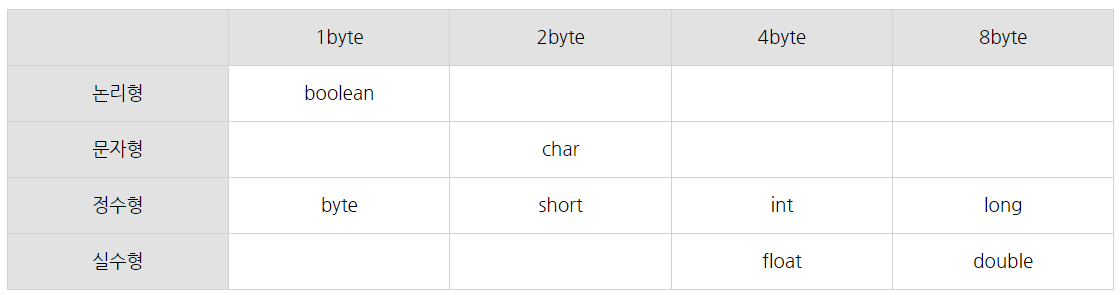 1byte 2byte 4byte 8byte
논리형 boolean
문자형 char
정수형 byte short int long
실수형 float double